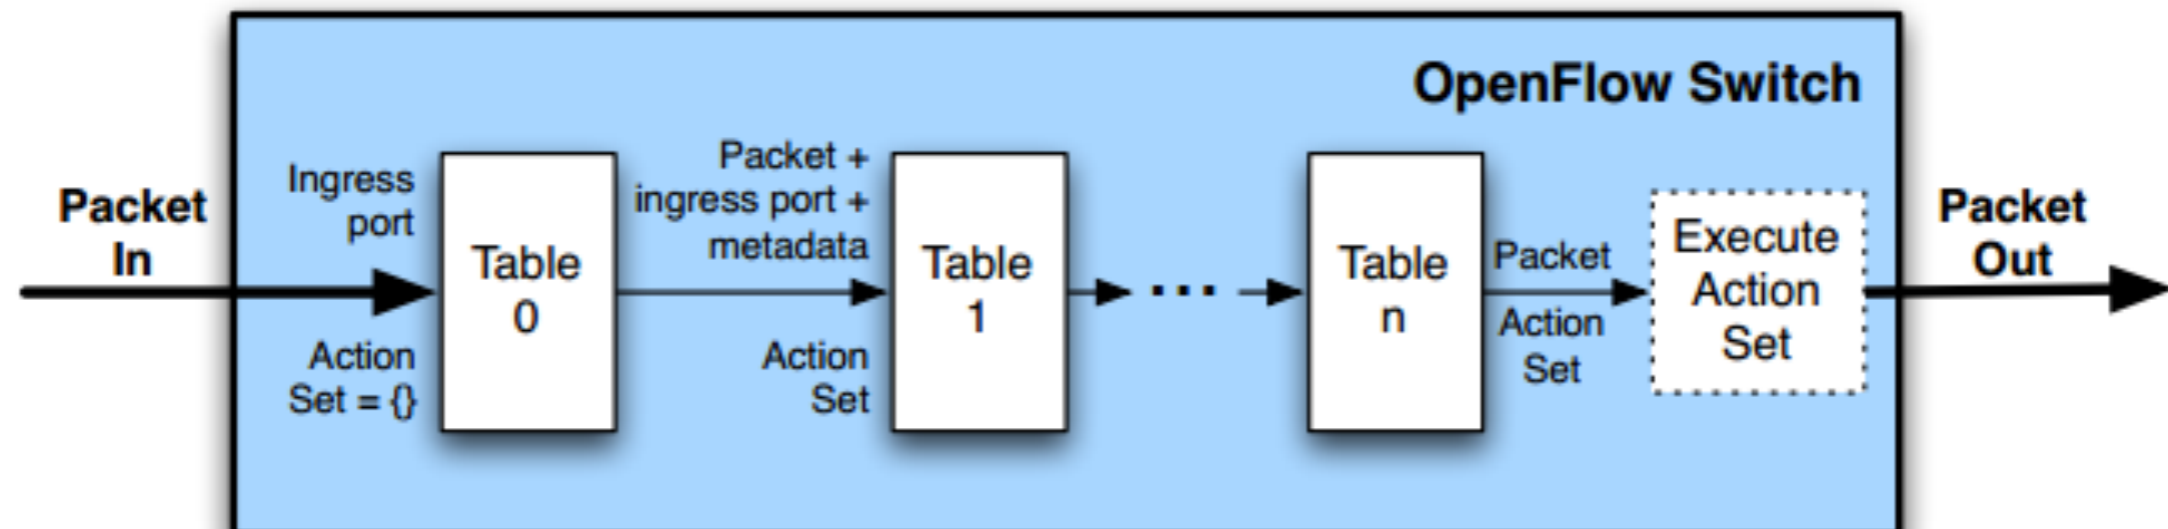 OpenFlow Switch
Packet
In
Ingress
port
Action
Set = {}
Table
0
Packet +
ingress port +
metadata
Action
Set
Table
1
...
Table
n
Packet
Action
Set
Execute
Action
Set
Packet
Out